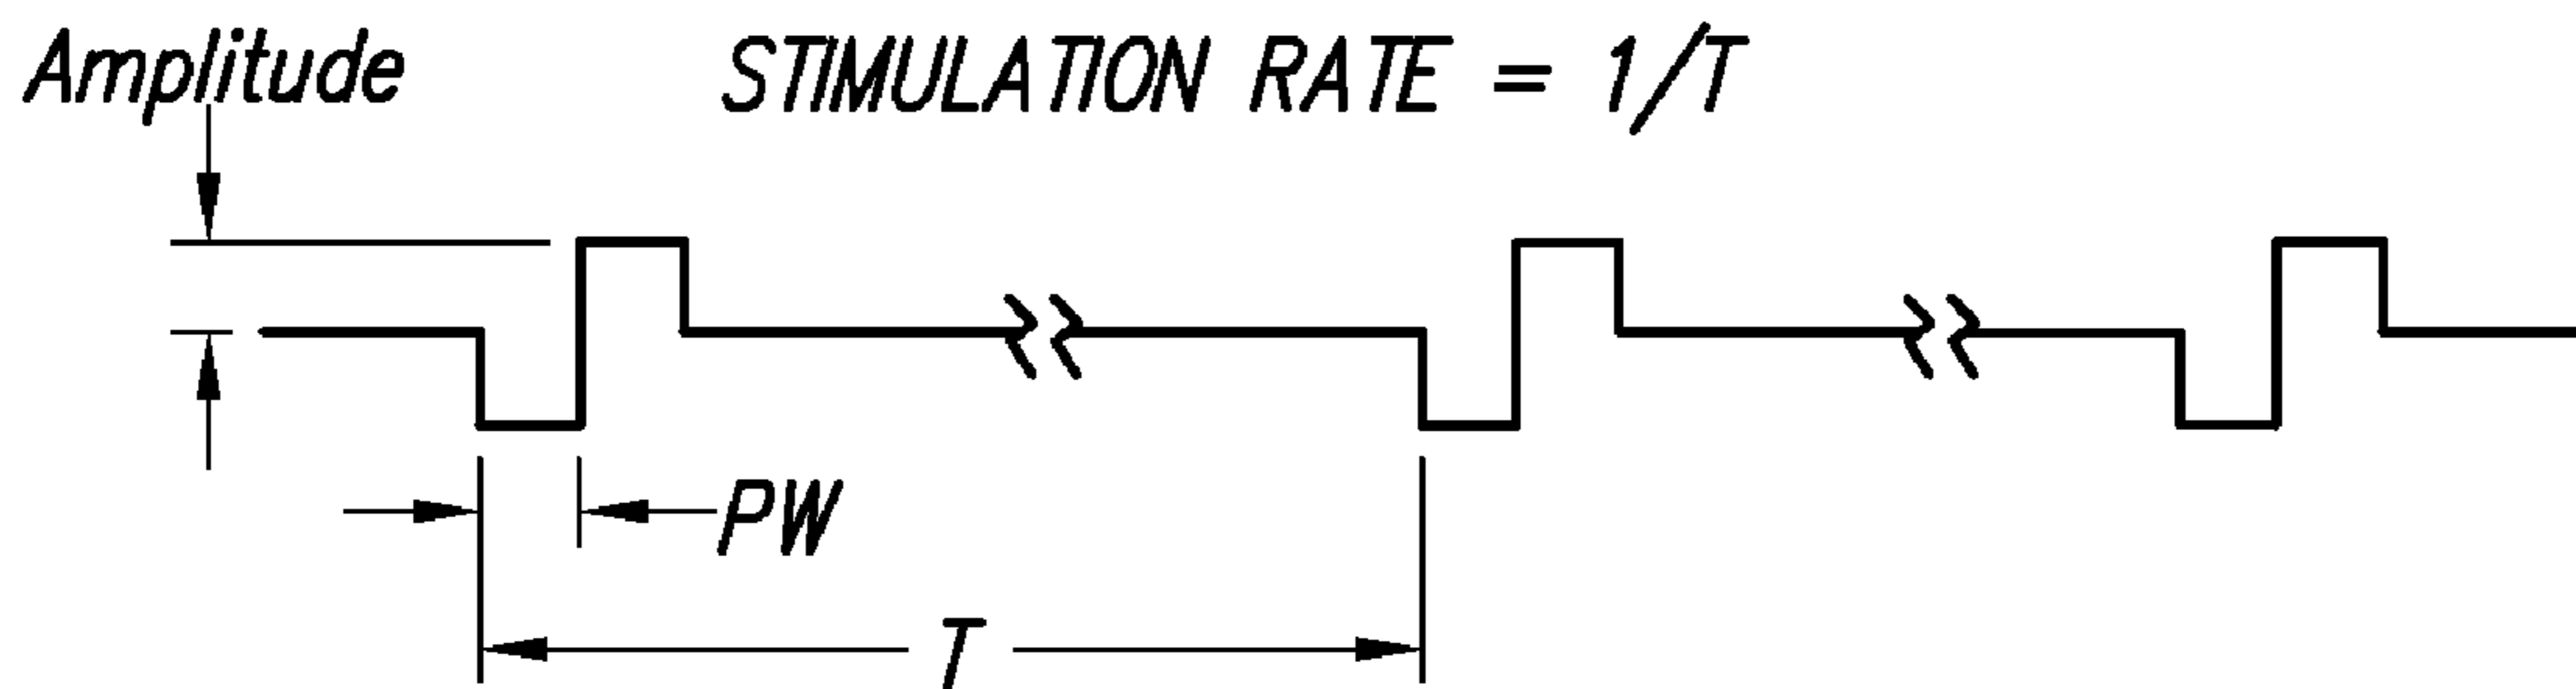 Amplitude
STIMULATION RATE = 1/T
PW
T